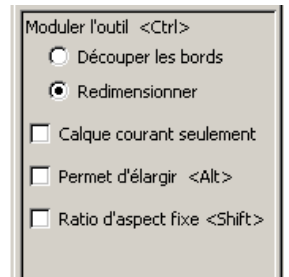 Moduler l'outil <Ctrl>
Découper les bords
Redimensionner
Calque courant seulement
Permet d'élargir <Alt>
Ratio d'aspect fixe <Shift>